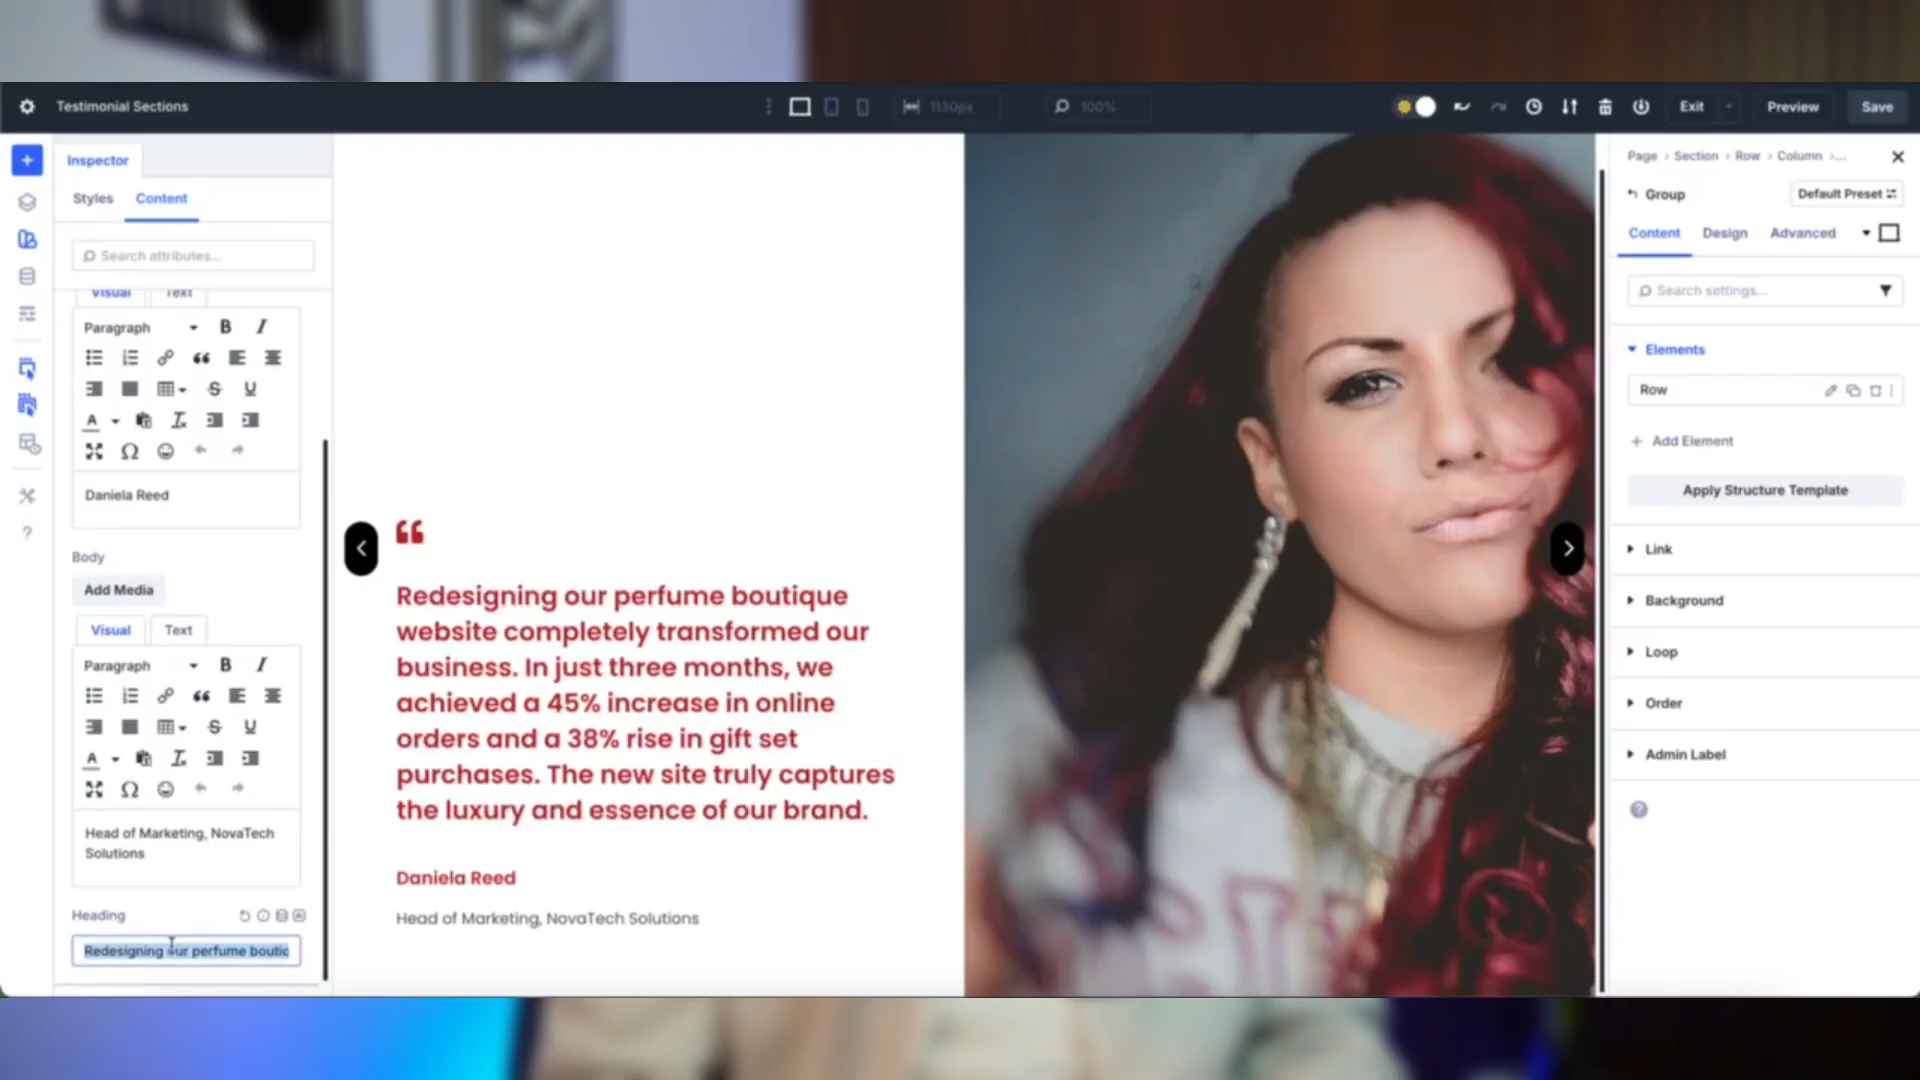 Testimonial Sections
1130px
100%
Exit
Preview
Save
Inspector
Styles
Content
Search attributes...
Visual
Text
Paragraph
B
I
S
U
A
Daniela Reed
Body
Add Media
Visual
Text
Paragraph
B
I
S
U
A
Head of Marketing, NovaTech
Solutions
Heading
Redesigning our perfume boutic
“
Redesigning our perfume boutique
website completely transformed our
business. In just three months, we
achieved a 45% increase in online
orders and a 38% rise in gift set
purchases. The new site truly captures
the luxury and essence of our brand.
Daniela Reed
Head of Marketing, NovaTech Solutions
Page › Section › Row › Column ›...
Group
Default Preset
Content
Design
Advanced
Search settings...
Elements
Row
+ Add Element
Apply Structure Template
Link
Background
Loop
Order
Admin Label